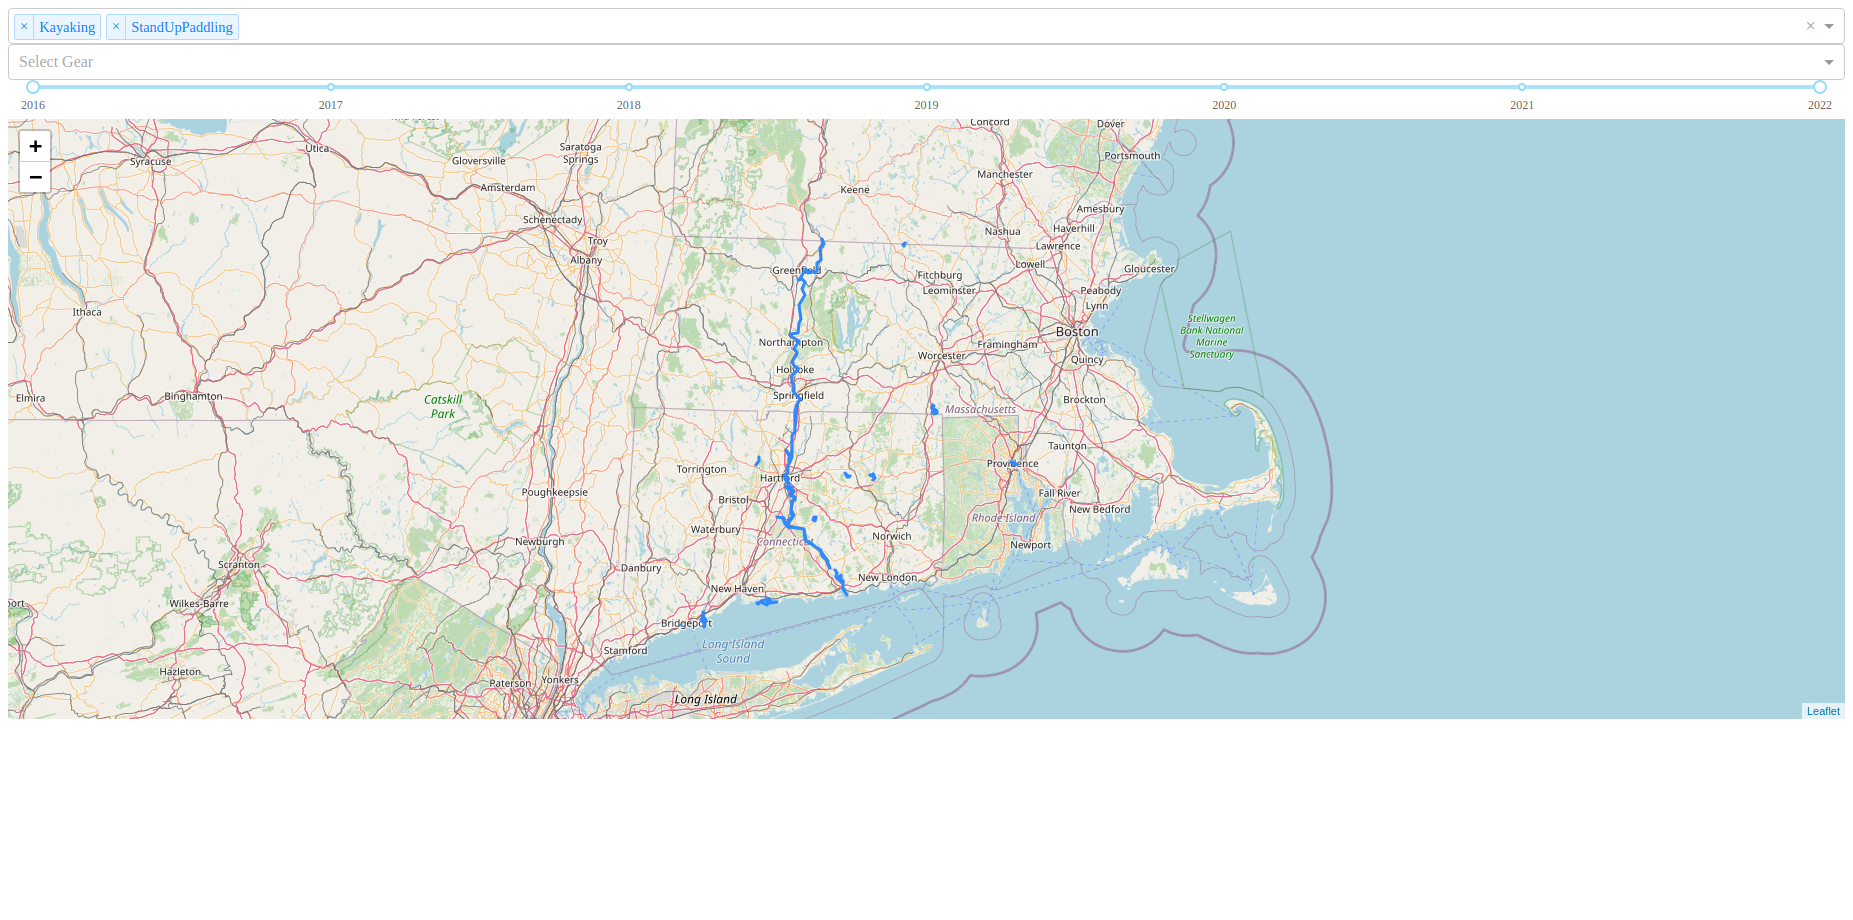 × Kayaking × StandUpPaddling ×
Select Gear
2016 2017 2018 2019 2020 2021 2022
+
−
Concord
Dover
Utica
Saratoga
Springs
Syracuse
Gloversville
Portsmouth
Manchester
Amsterdam
Keene
Amesbury
Schenectady
Nashua
Haverhill
Troy
Lawrence
Albany
Lowell
Gloucester
Greenfield
Fitchburg
Leominster
Peabody
Lynn
Ithaca
Stellwagen
Bank National
Marine
Sanctuary
Boston
Northampton
Framingham
Worcester
Quincy
Holyoke
Elmira
Binghamton
Springfield
Catskill
Park
Brockton
Massachusetts
Taunton
Torrington
Providence
Hartford
Poughkeepsie
Bristol
Fall River
New Bedford
Rhode Island
Waterbury
Norwich
Newburgh
Connecticut
Newport
Scranton
Danbury
New London
New Haven
Wilkes-Barre
port
Bridgeport
Stamford
Long Island
Sound
Hazleton
Paterson
Yonkers
Long Island
Leaflet